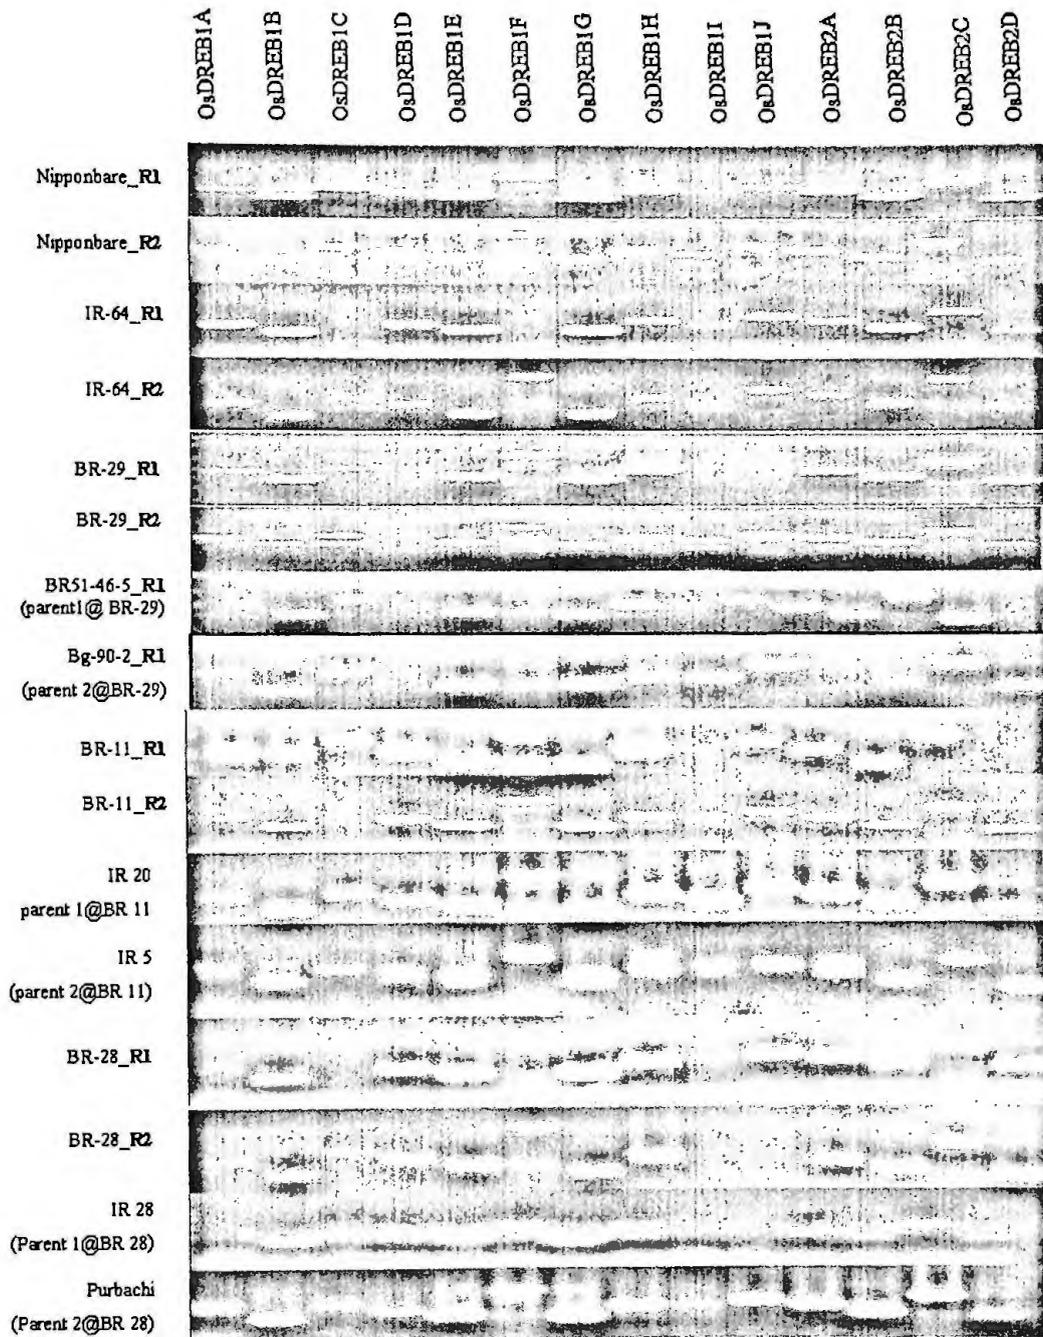 OsDREB1A
OsDREB1B
OsDREB1C
OsDREB1D
OsDREB1E
OsDREB1F
OsDREB1G
OsDREB1H
OsDREB1I
OsDREB1J
OsDREB2A
OsDREB2B
OsDREB2C
OsDREB2D
Nipponbare_R1
Nipponbare_R2
IR-64_R1
IR-64_R2
BR-29_R1
BR-29_R2
BR51-46-5_R1
(parent1@ BR-29)
Bg-90-2_R1
(parent 2@BR-29)
BR-11_R1
BR-11_R2
IR 20
parent 1@BR 11
IR 5
(parent 2@BR 11)
BR-28_R1
BR-28_R2
IR 28
(Parent 1@BR 28)
Purbachi
(Parent 2@BR 28)